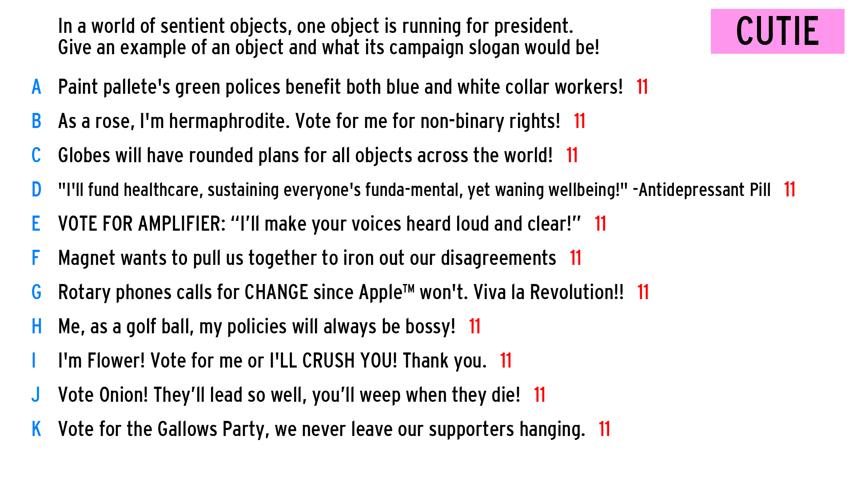 In a world of sentient objects, one object is running for president.
Give an example of an object and what its campaign slogan would be!
CUTIE
A Paint pallete's green polices benefit both blue and white collar workers! 11
B As a rose, I'm hermaphrodite. Vote for me for non-binary rights! 11
C Globes will have rounded plans for all objects across the world! 11
D "I'll fund healthcare, sustaining everyone's funda-mental, yet waning wellbeing!" -Antidepressant Pill 11
E VOTE FOR AMPLIFIER: “I’ll make your voices heard loud and clear!” 11
F Magnet wants to pull us together to iron out our disagreements 11
G Rotary phones calls for CHANGE since Apple™ won't. Viva la Revolution!! 11
H Me, as a golf ball, my policies will always be bossy! 11
I I'm Flower! Vote for me or I'LL CRUSH YOU! Thank you. 11
J Vote Onion! They’ll lead so well, you’ll weep when they die! 11
K Vote for the Gallows Party, we never leave our supporters hanging. 11